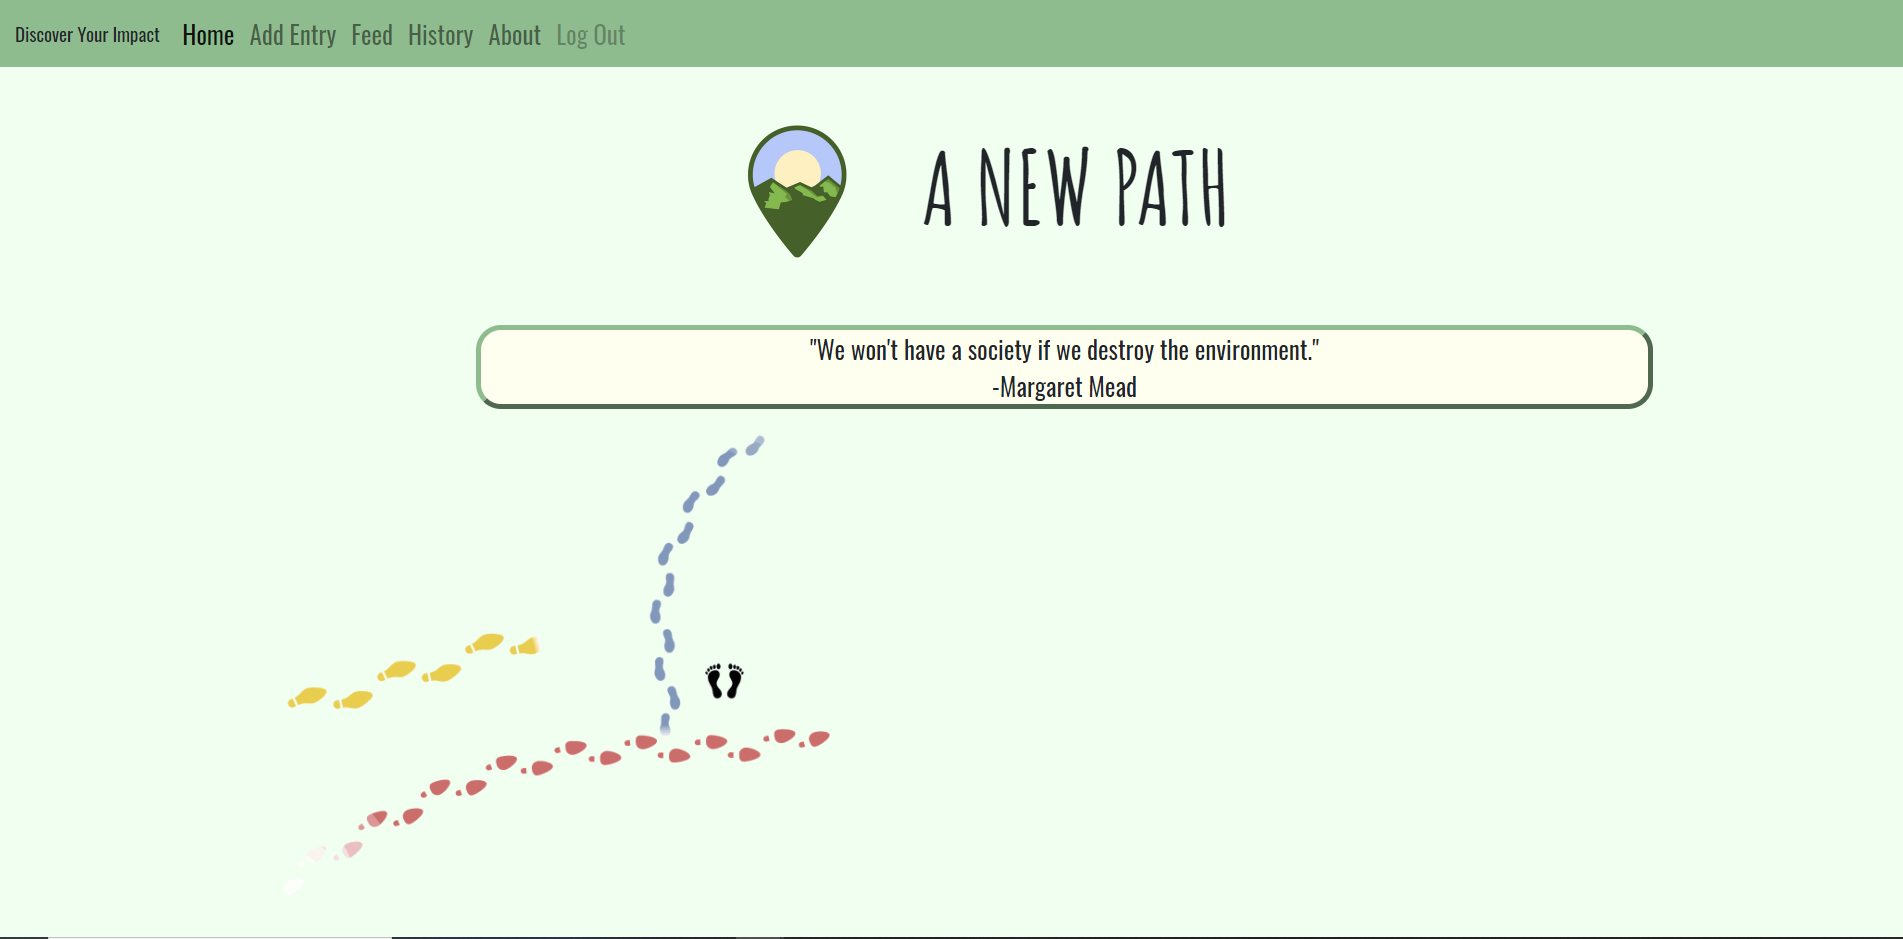 Discover Your Impact Home Add Entry Feed History About Log Out
A NEW PATH
"We won't have a society if we destroy the environment."
-Margaret Mead